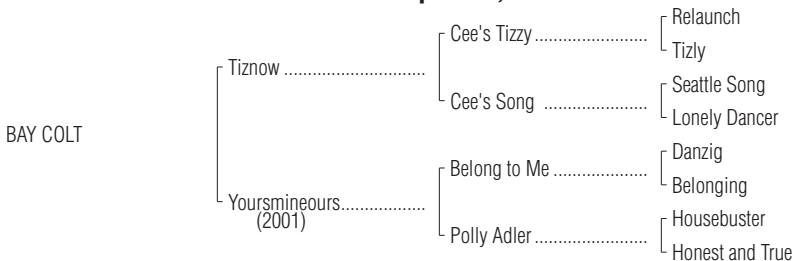 Relaunch
Cee's Tizzy
Tizly
Tiznow
Seattle Song
Cee's Song
Lonely Dancer
BAY COLT
Danzig
Belong to Me
Belonging
Yoursmineours
(2001)
Housebuster
Polly Adler
Honest and True